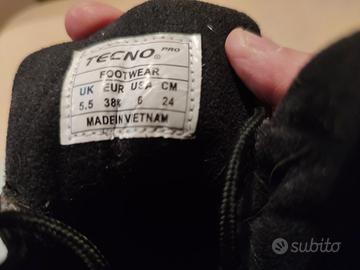 TECNO PRO
FOOTWEAR
UK EUR USA CM
5.5 38⅔ 6 24
MADE IN VIETNAM
subito